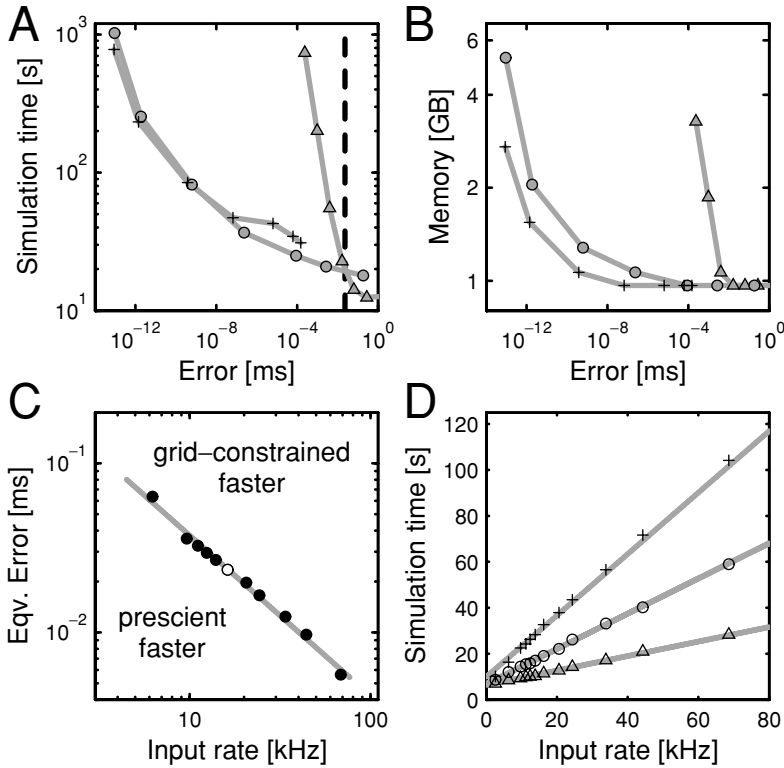 A
Simulation time [s]
10^3
10^2
10^1
10^−12
10^−8
10^−4
10^0
Error [ms]
B
Memory [GB]
6
4
2
1
10^−12
10^−8
10^−4
10^0
Error [ms]
C
Eqv. Error [ms]
10^−1
10^−2
grid−constrained
faster
prescient
faster
10
100
Input rate [kHz]
D
Simulation time [s]
120
100
80
60
40
20
0
0
20
40
60
80
Input rate [kHz]